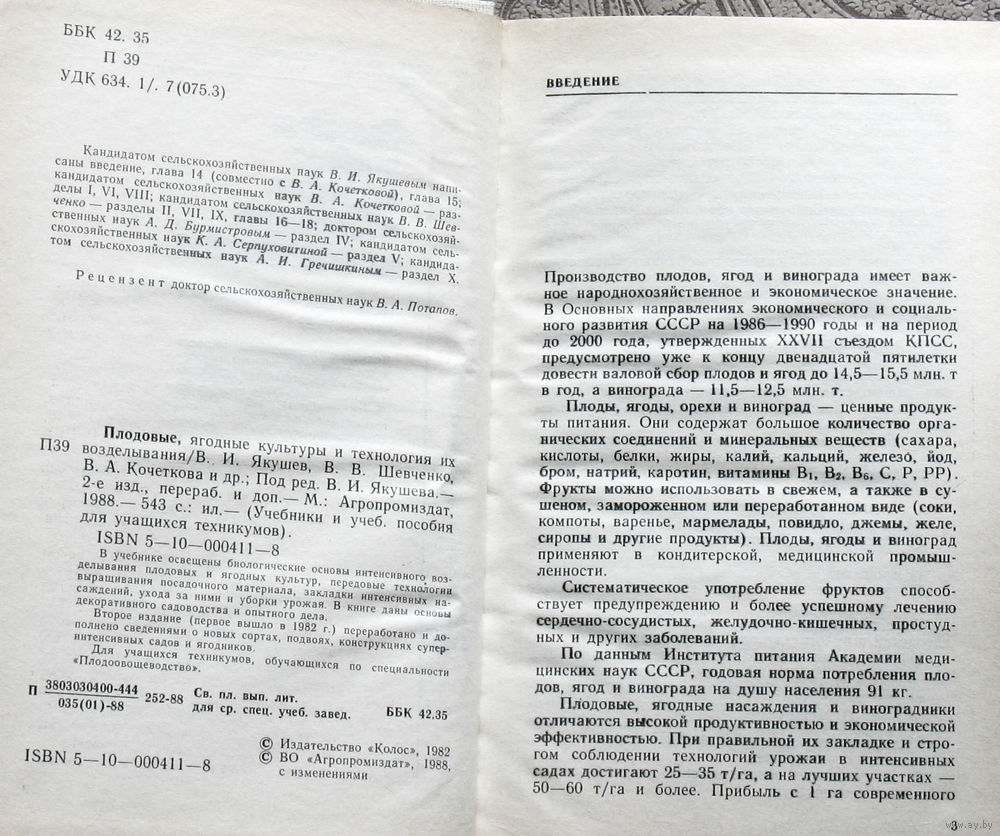 ББК 42. 35
П 39
УДК 634. 1/. 7(075.3)
Кандидатом сельскохозяйственных наук В. И. Якушевым напи-
саны введение, глава 14 (совместно с В. А. Кочетковой), глава 15;
кандидатом сельскохозяйственных наук В. А. Кочетковой — раз-
делы I, VI, VIII; кандидатом сельскохозяйственных наук В. В. Шев-
ченко — разделы II, VII, IX, главы 16—18; доктором сельскохозяй-
ственных наук А. Д. Бурмистровым — раздел IV; кандидатом сель-
скохозяйственных наук К. А. Серпуховитиной — раздел V; кандида-
том сельскохозяйственных наук А. И. Гречишкиным — раздел X.
Рецензент доктор сельскохозяйственных наук В. А. Потапов.
Плодовые, ягодные культуры и технология их
П39 возделывания/В. И. Якушев, В. В. Шевченко,
В. А. Кочеткова и др.; Под ред. В. И. Якушева.—
2-е изд., перераб. и доп.— М.: Агропромиздат,
1988.— 543 с.: ил.— (Учебники и учеб. пособия
для учащихся техникумов).
ISBN 5—10—000411—8
В учебнике освещены биологические основы интенсивного воз-
делывания плодовых и ягодных культур, передовые технологии
выращивания посадочного материала, закладки интенсивных на-
саждений, ухода за ними и уборки урожая. В книге даны основы
декоративного садоводства и опытного дела.
Второе издание (первое вышло в 1982 г.) переработано и до-
полнено сведениями о новых сортах, подвоях, конструкциях супер-
интенсивных садов и ягодников.
Для учащихся техникумов, обучающихся по специальности
«Плодоовощеводство».
П 3803030400-444 252-88 Св. пл. вып. лит. ББК 42.35
035(01)-88 для ср. спец. учеб. завед.
© Издательство «Колос», 1982
ISBN 5—10—000411—8 © ВО «Агропромиздат», 1988,
с изменениями
ВВЕДЕНИЕ
Производство плодов, ягод и винограда имеет важ-
ное народнохозяйственное и экономическое значение.
В Основных направлениях экономического и социаль-
ного развития СССР на 1986—1990 годы и на период
до 2000 года, утвержденных XXVII съездом КПСС,
предусмотрено уже к концу двенадцатой пятилетки
довести валовой сбор плодов и ягод до 14,5—15,5 млн. т
в год, а винограда — 11,5—12,5 млн. т.
Плоды, ягоды, орехи и виноград — ценные продук-
ты питания. Они содержат большое количество орга-
нических соединений и минеральных веществ (сахара,
кислоты, белки, жиры, калий, кальций, железо, йод,
бром, натрий, каротин, витамины B₁, B₂, B₆, C, P, PP).
Фрукты можно использовать в свежем, а также в су-
шеном, замороженном или переработанном виде (соки,
компоты, варенье, мармелады, повидло, джемы, желе,
сиропы и другие продукты). Плоды, ягоды и виноград
применяют в кондитерской, медицинской промыш-
ленности.
Систематическое употребление фруктов способ-
ствует предупреждению и более успешному лечению
сердечно-сосудистых, желудочно-кишечных, простуд-
ных и других заболеваний.
По данным Института питания Академии меди-
цинских наук СССР, годовая норма потребления пло-
дов, ягод и винограда на душу населения 91 кг.
Плодовые, ягодные насаждения и виноградники
отличаются высокой продуктивностью и экономической
эффективностью. При правильной их закладке и стро-
гом соблюдении технологий урожаи в интенсивных
садах достигают 25—35 т/га, а на лучших участках —
50—60 т/га и более. Прибыль с 1 га современного
3
www.ay.by